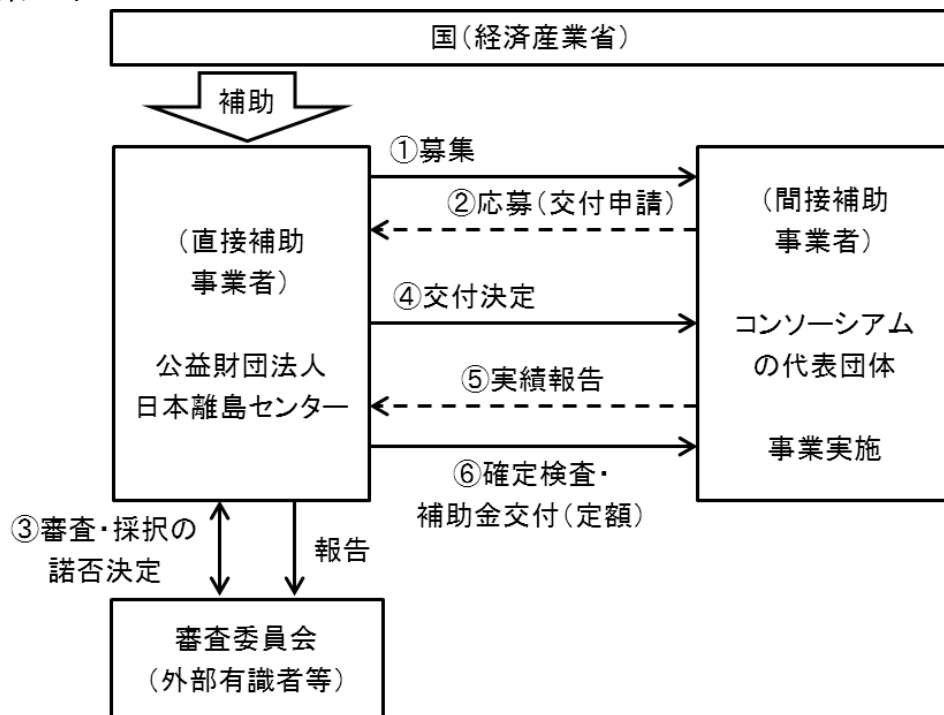 国（経済産業省）
補助
①募集
②応募（交付申請）
（直接補助
事業者）
公益財団法人
日本離島センター
（間接補助
事業者）
コンソーシアム
の代表団体
事業実施
④交付決定
⑤実績報告
⑥確定検査・
補助金交付（定額）
③審査・採択の
諾否決定
報告
審査委員会
（外部有識者等）